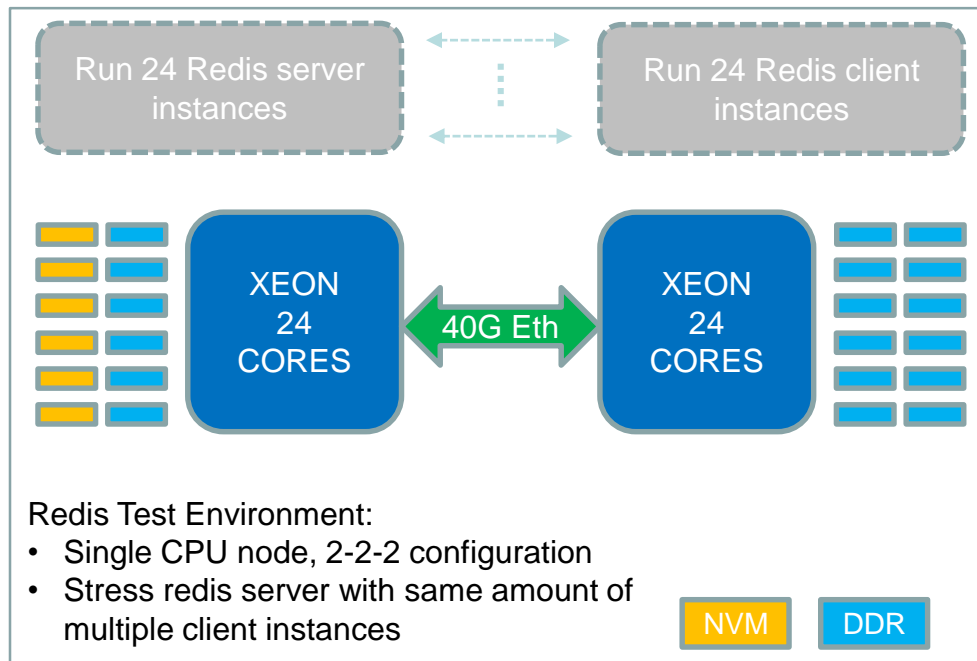 Run 24 Redis server
instances
Run 24 Redis client
instances
XEON
24
CORES
40G Eth
XEON
24
CORES
Redis Test Environment:
• Single CPU node, 2-2-2 configuration
• Stress redis server with same amount of
multiple client instances
NVM
DDR